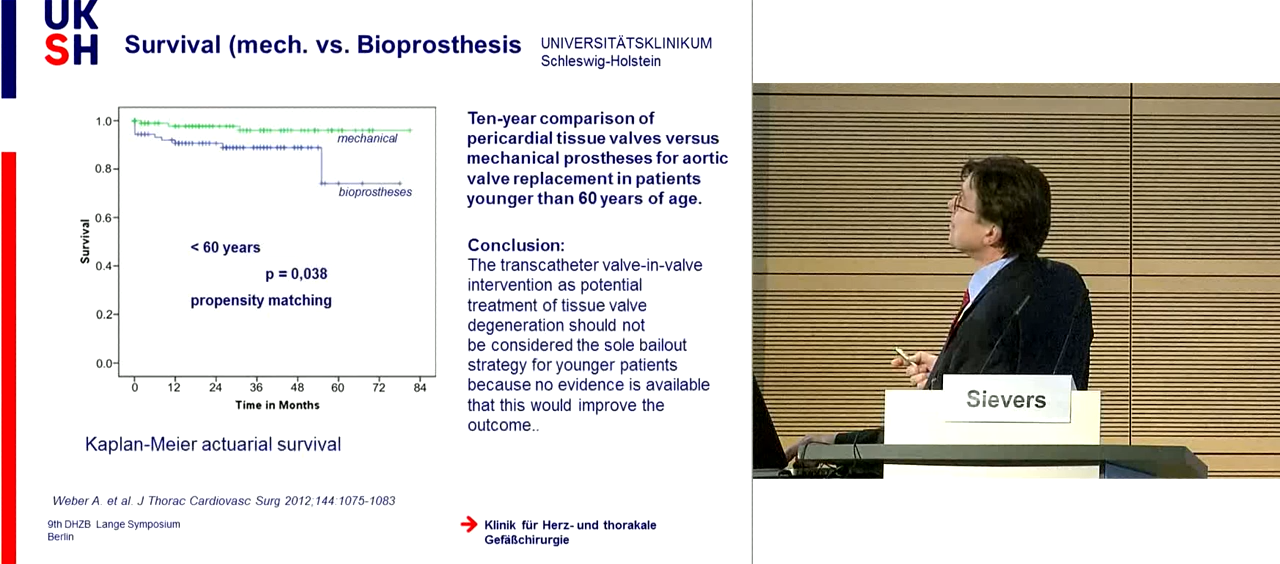 UK
SH
Survival (mech. vs. Bioprosthesis
UNIVERSITÄTSKLINIKUM
Schleswig-Holstein
1.0
0.8
0.6
0.4
0.2
0.0
Survival
mechanical
bioprostheses
< 60 years
p = 0,038
propensity matching
0 12 24 36 48 60 72 84
Time in Months
Kaplan-Meier actuarial survival
Ten-year comparison of
pericardial tissue valves versus
mechanical prostheses for aortic
valve replacement in patients
younger than 60 years of age.
Conclusion:
The transcatheter valve-in-valve
intervention as potential
treatment of tissue valve
degeneration should not
be considered the sole bailout
strategy for younger patients
because no evidence is available
that this would improve the
outcome..
Weber A. et al. J Thorac Cardiovasc Surg 2012;144:1075-1083
9th DHZB Lange Symposium
Berlin
Klinik für Herz- und thorakale
Gefäßchirurgie
Sievers